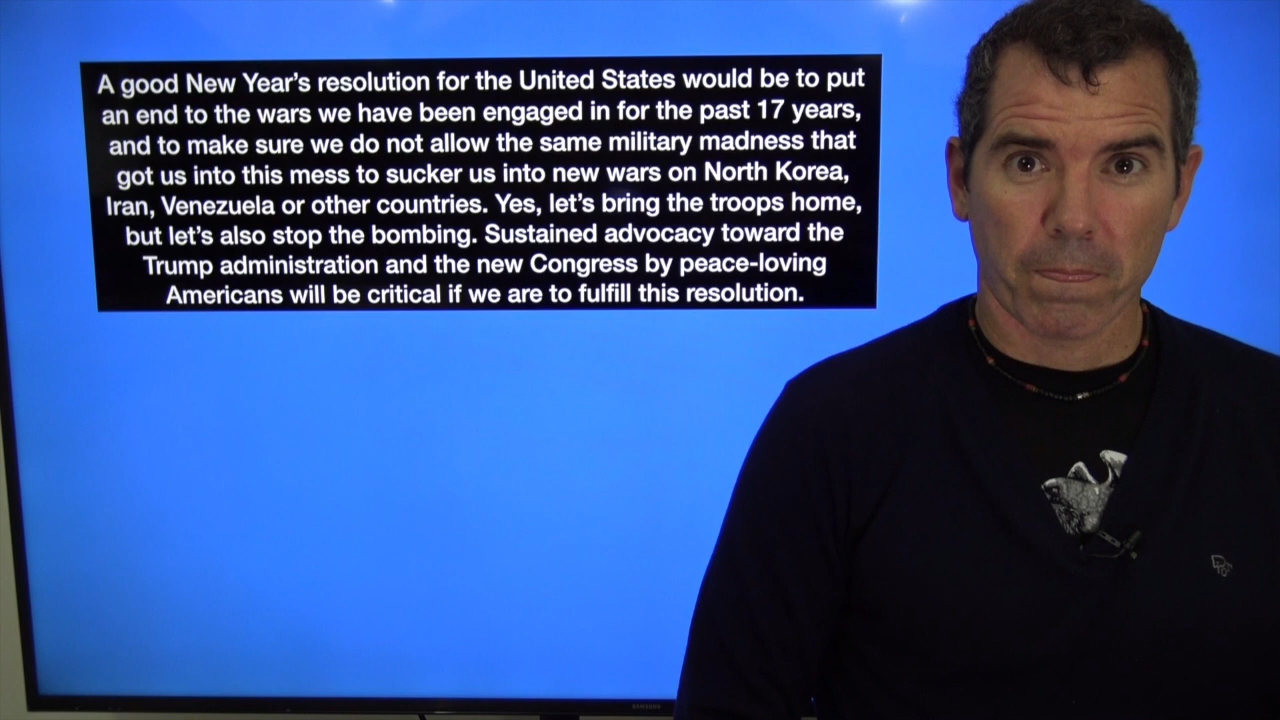 A good New Year's resolution for the United States would be to put
an end to the wars we have been engaged in for the past 17 years,
and to make sure we do not allow the same military madness that
got us into this mess to sucker us into new wars on North Korea,
Iran, Venezuela or other countries. Yes, let's bring the troops home,
but let's also stop the bombing. Sustained advocacy toward the
Trump administration and the new Congress by peace-loving
Americans will be critical if we are to fulfill this resolution.
SAMSUNG